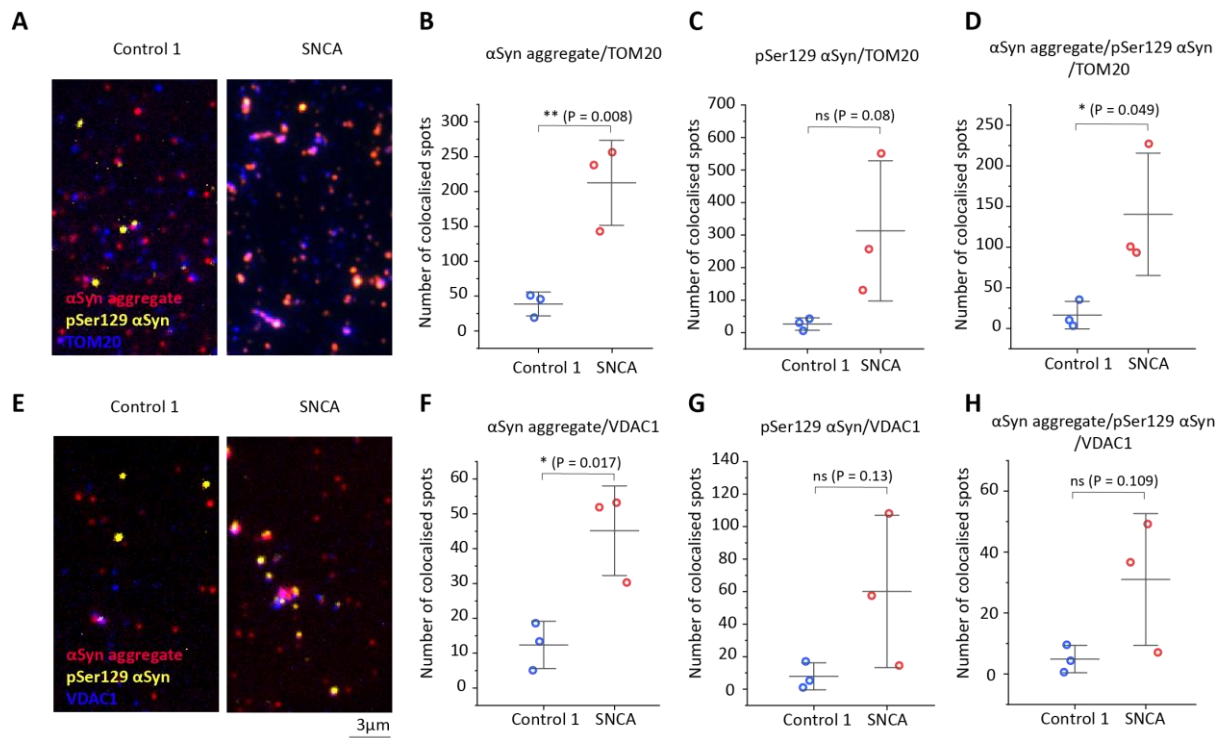 A
Control 1
SNCA
αSyn aggregate
pSer129 αSyn
TOM20
B
αSyn aggregate/TOM20
Number of colocalised spots
300
250
200
150
100
50
0
** (P = 0.008)
Control 1
SNCA
C
pSer129 αSyn/TOM20
Number of colocalised spots
700
600
500
400
300
200
100
0
ns (P = 0.08)
Control 1
SNCA
D
αSyn aggregate/pSer129 αSyn
/TOM20
Number of colocalised spots
250
200
150
100
50
0
* (P = 0.049)
Control 1
SNCA
E
Control 1
SNCA
αSyn aggregate
pSer129 αSyn
VDAC1
3μm
F
αSyn aggregate/VDAC1
Number of colocalised spots
60
50
40
30
20
10
0
* (P = 0.017)
Control 1
SNCA
G
pSer129 αSyn/VDAC1
Number of colocalised spots
140
120
100
80
60
40
20
0
ns (P = 0.13)
Control 1
SNCA
H
αSyn aggregate/pSer129 αSyn
/VDAC1
Number of colocalised spots
60
40
20
0
ns (P = 0.109)
Control 1
SNCA